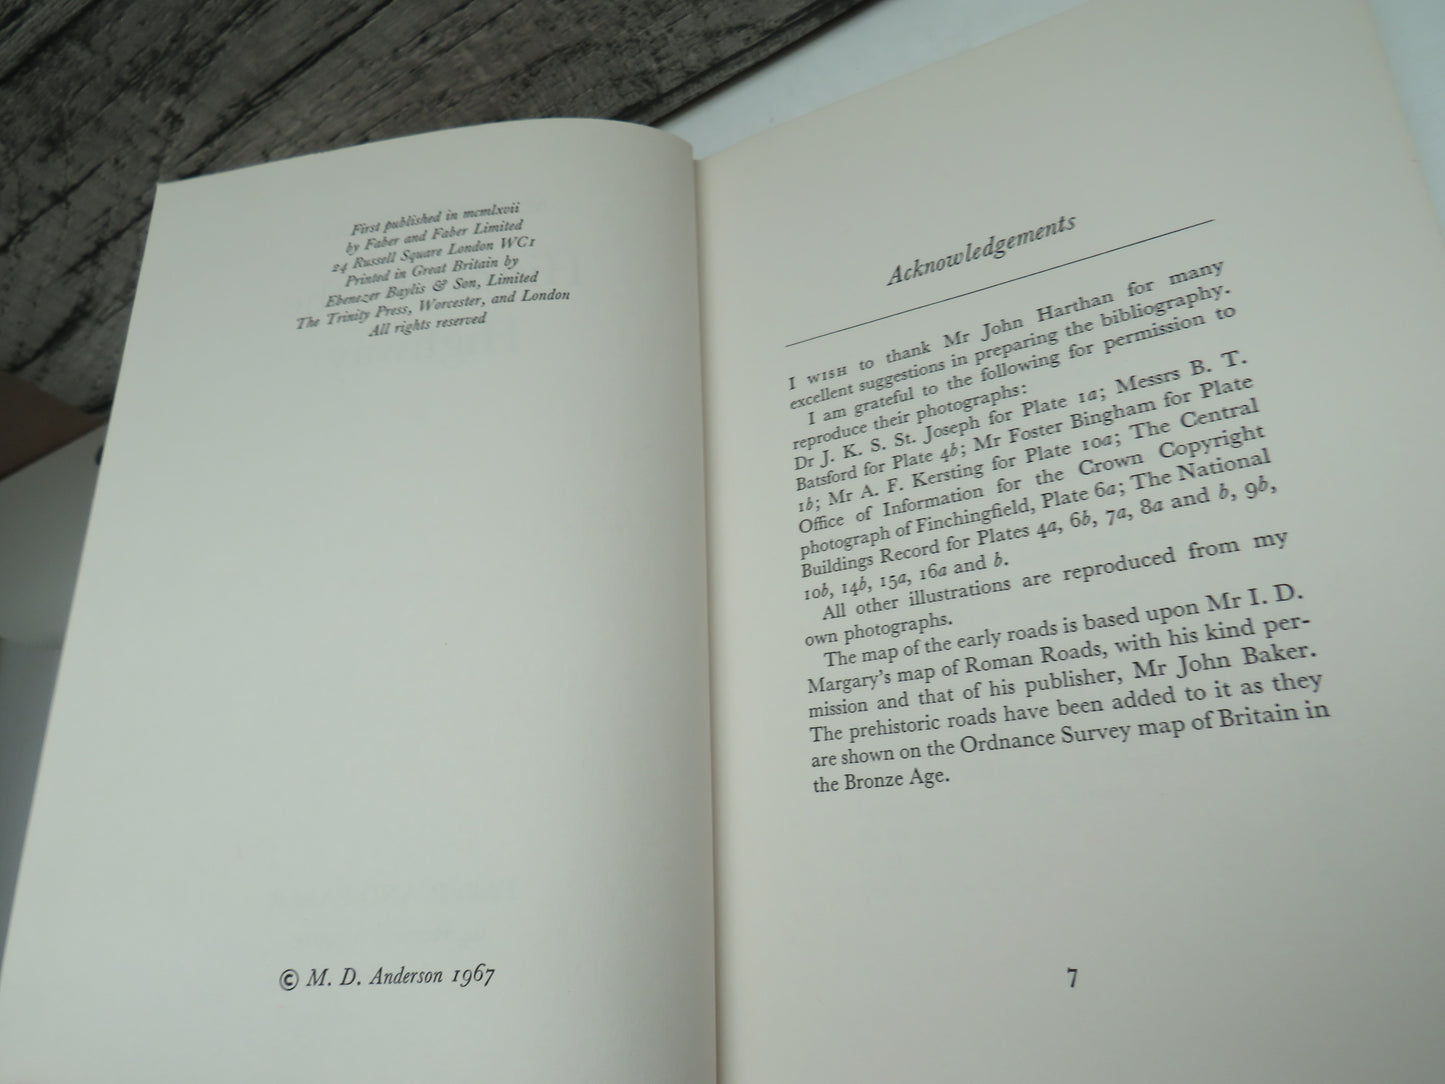 First published in mcmlxvii
by Faber and Faber Limited
24 Russell Square London WC1
Printed in Great Britain by
Ebenezer Baylis & Son, Limited
The Trinity Press, Worcester, and London
All rights reserved
© M. D. Anderson 1967
Acknowledgements
I WISH to thank Mr John Harthan for many
excellent suggestions in preparing the bibliography.
I am grateful to the following for permission to
reproduce their photographs:
Dr J. K. S. St. Joseph for Plate 1a; Messrs B. T.
Batsford for Plate 4b; Mr Foster Bingham for Plate
1b; Mr A. F. Kersting for Plate 10a; The Central
Office of Information for the Crown Copyright
photograph of Finchingfield, Plate 6a; The National
Buildings Record for Plates 4a, 6b, 7a, 8a and b, 9b,
10b, 14b, 15a, 16a and b.
All other illustrations are reproduced from my
own photographs.
The map of the early roads is based upon Mr I. D.
Margary's map of Roman Roads, with his kind per-
mission and that of his publisher, Mr John Baker.
The prehistoric roads have been added to it as they
are shown on the Ordnance Survey map of Britain in
the Bronze Age.
7